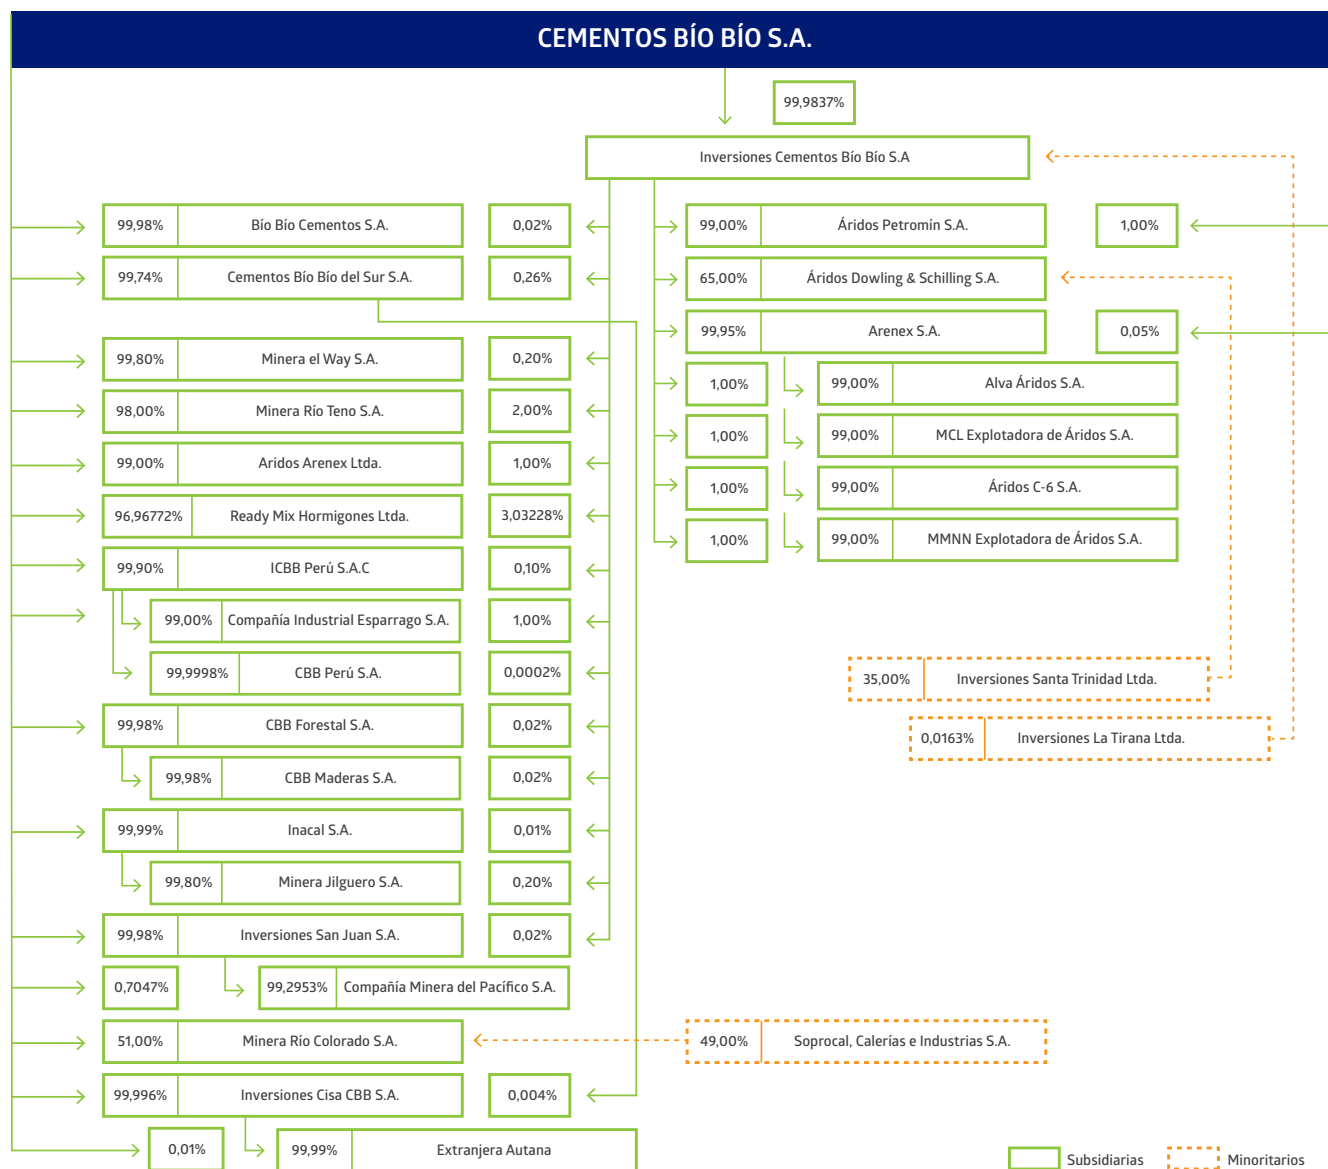 CEMENTOS BÍO BÍO S.A.
99,9837%
Inversiones Cementos Bío Bío S.A
99,98% Bío Bío Cementos S.A. 0,02%
99,74% Cementos Bío Bío del Sur S.A. 0,26%
99,80% Minera el Way S.A. 0,20%
98,00% Minera Río Teno S.A. 2,00%
99,00% Aridos Arenex Ltda. 1,00%
96,96772% Ready Mix Hormigones Ltda. 3,03228%
99,90% ICBB Perú S.A.C 0,10%
99,00% Compañía Industrial Esparrago S.A. 1,00%
99,9998% CBB Perú S.A. 0,0002%
99,98% CBB Forestal S.A. 0,02%
99,98% CBB Maderas S.A. 0,02%
99,99% Inacal S.A. 0,01%
99,80% Minera Jilguero S.A. 0,20%
99,98% Inversiones San Juan S.A. 0,02%
0,7047% 99,2953% Compañía Minera del Pacífico S.A.
51,00% Minera Río Colorado S.A.
99,996% Inversiones Cisa CBB S.A. 0,004%
0,01% 99,99% Extranjera Autana
99,00% Áridos Petromín S.A. 1,00%
65,00% Áridos Dowling & Schilling S.A.
99,95% Arenex S.A. 0,05%
1,00% 99,00% Alva Áridos S.A.
1,00% 99,00% MCL Explotadora de Áridos S.A.
1,00% 99,00% Áridos C-6 S.A.
1,00% 99,00% MMNN Explotadora de Áridos S.A.
35,00% Inversiones Santa Trinidad Ltda.
0,0163% Inversiones La Tirana Ltda.
49,00% Soprocal, Calerías e Industrias S.A.
Subsidiarias Minoritarios